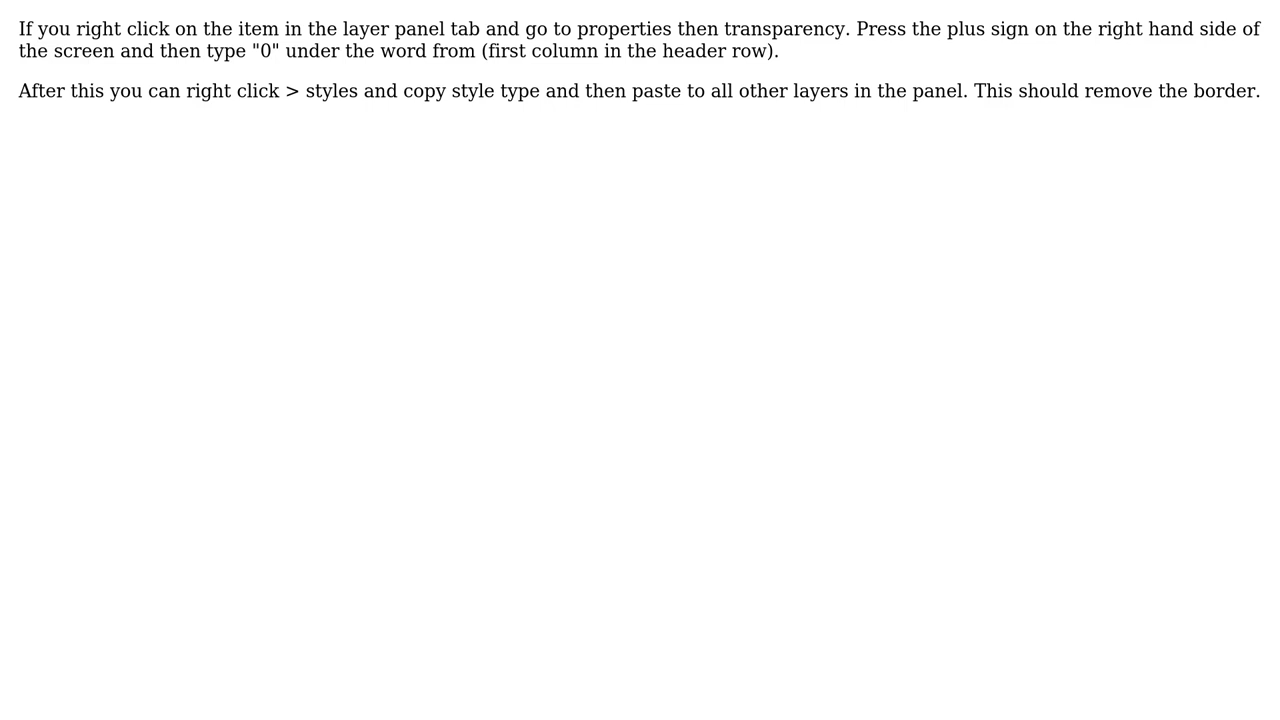 If you right click on the item in the layer panel tab and go to properties then transparency. Press the plus sign on the right hand side of
the screen and then type "0" under the word from (first column in the header row).
After this you can right click > styles and copy style type and then paste to all other layers in the panel. This should remove the border.